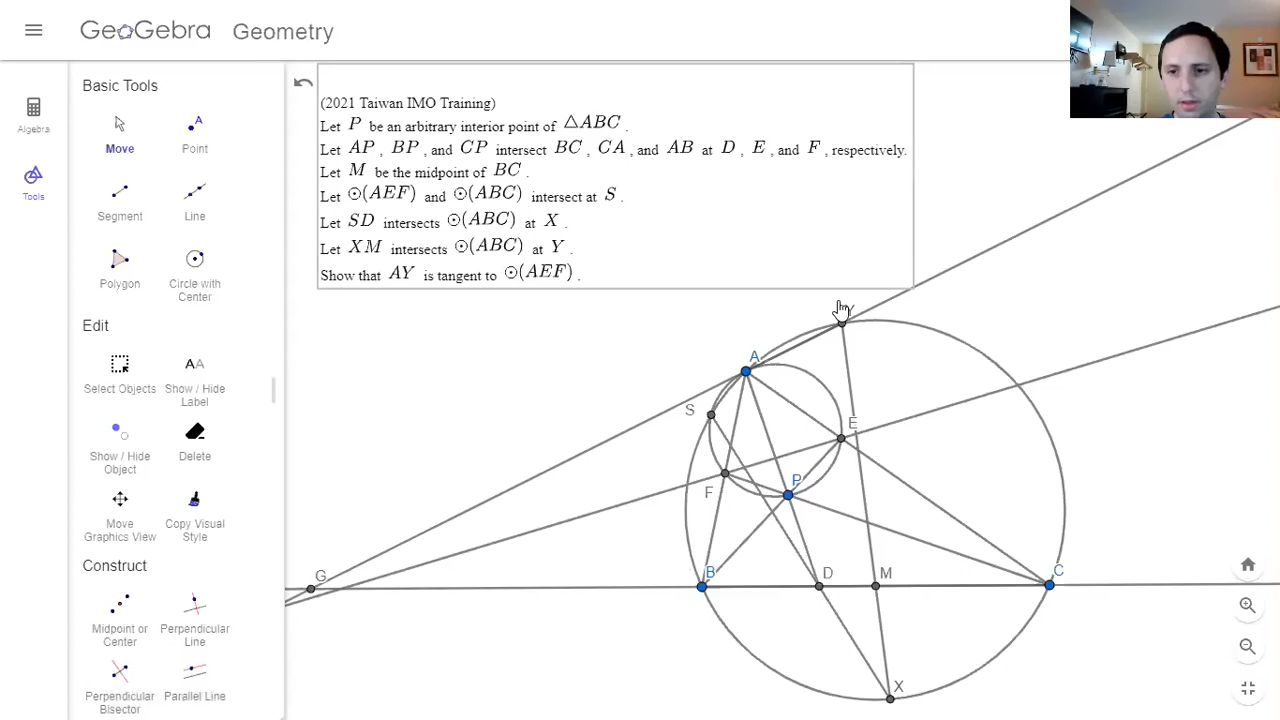 GeoGebra Geometry
Basic Tools
Move
Point
Segment
Line
Polygon
Circle with Center
Edit
Select Objects
Show / Hide Label
Show / Hide Object
Delete
Move Graphics View
Copy Visual Style
Construct
Midpoint or Center
Perpendicular Line
Perpendicular Bisector
Parallel Line
Algebra
Tools
AA
A
(2021 Taiwan IMO Training)
Let P be an arbitrary interior point of △ABC .
Let AP , BP , and CP intersect BC , CA , and AB at D , E , and F , respectively.
Let M be the midpoint of BC .
Let ⊙(AEF) and ⊙(ABC) intersect at S .
Let SD intersects ⊙(ABC) at X .
Let XM intersects ⊙(ABC) at Y .
Show that AY is tangent to ⊙(AEF) .
A
S
E
F
P
G
B
D
M
C
X